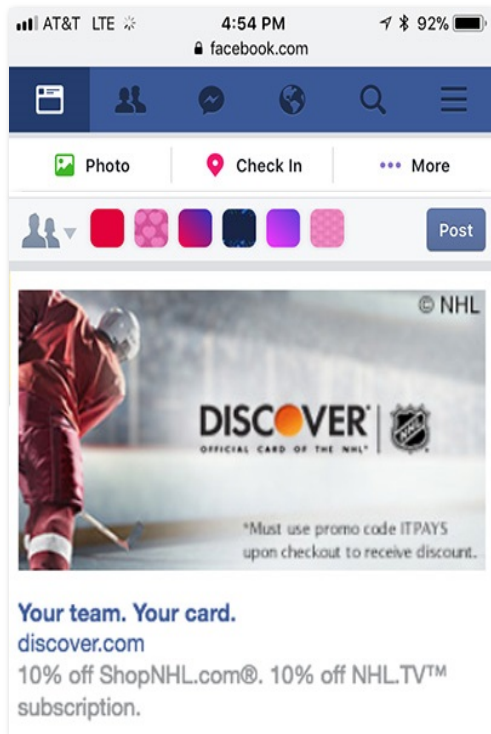 AT&T LTE 4:54 PM 92%
facebook.com
Photo Check In More
Post
© NHL
DISCOVER® NHL
OFFICIAL CARD OF THE NHL®
*Must use promo code ITPAYS
upon checkout to receive discount.
Your team. Your card.
discover.com
10% off ShopNHL.com®. 10% off NHL.TV™
subscription.